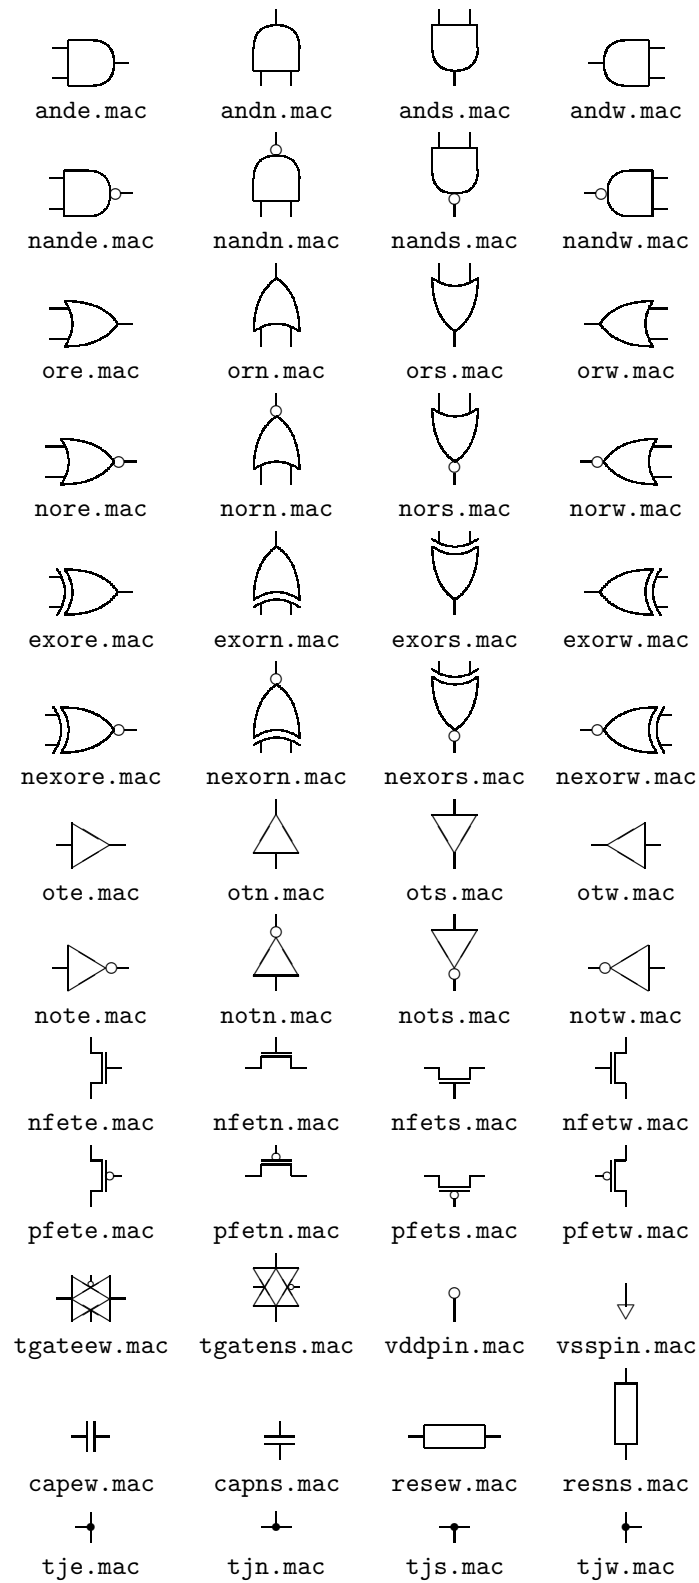 ande.mac andn.mac ands.mac andw.mac
nande.mac nandn.mac nands.mac nandw.mac
ore.mac orn.mac ors.mac orw.mac
nore.mac norn.mac nors.mac norw.mac
exore.mac exorn.mac exors.mac exorw.mac
nexore.mac nexorn.mac nexors.mac nexorw.mac
ote.mac otn.mac ots.mac otw.mac
note.mac notn.mac nots.mac notw.mac
nfete.mac nfetn.mac nfets.mac nfetw.mac
pfete.mac pfetn.mac pfets.mac pfetw.mac
tgateew.mac tgatens.mac vddpin.mac vsspin.mac
capew.mac capns.mac resew.mac resns.mac
tje.mac tjn.mac tjs.mac tjw.mac